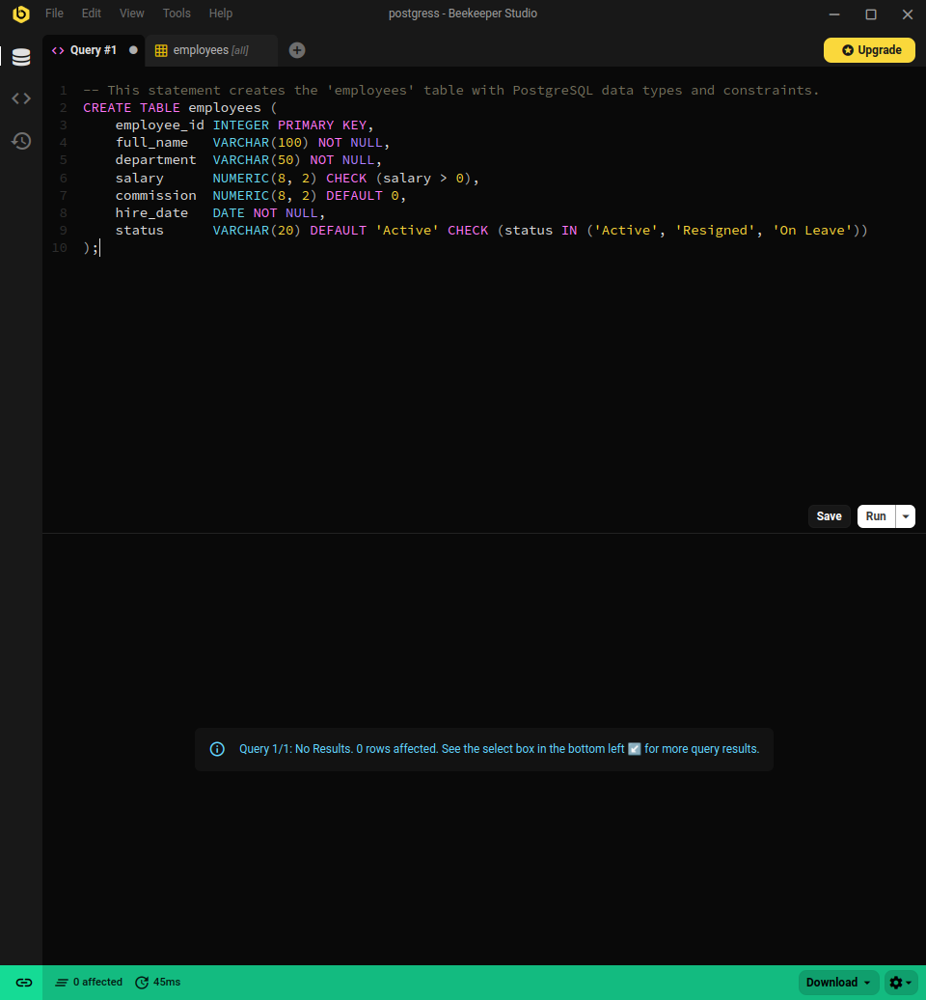 File Edit View Tools Help postgress - Beekeeper Studio
Query #1 employees [all] Upgrade
1 -- This statement creates the 'employees' table with PostgreSQL data types and constraints.
2 CREATE TABLE employees (
3     employee_id INTEGER PRIMARY KEY,
4     full_name   VARCHAR(100) NOT NULL,
5     department  VARCHAR(50) NOT NULL,
6     salary      NUMERIC(8, 2) CHECK (salary > 0),
7     commission  NUMERIC(8, 2) DEFAULT 0,
8     hire_date   DATE NOT NULL,
9     status      VARCHAR(20) DEFAULT 'Active' CHECK (status IN ('Active', 'Resigned', 'On Leave'))
10 );
Save Run
Query 1/1: No Results. 0 rows affected. See the select box in the bottom left ↙️ for more query results.
0 affected 45ms Download